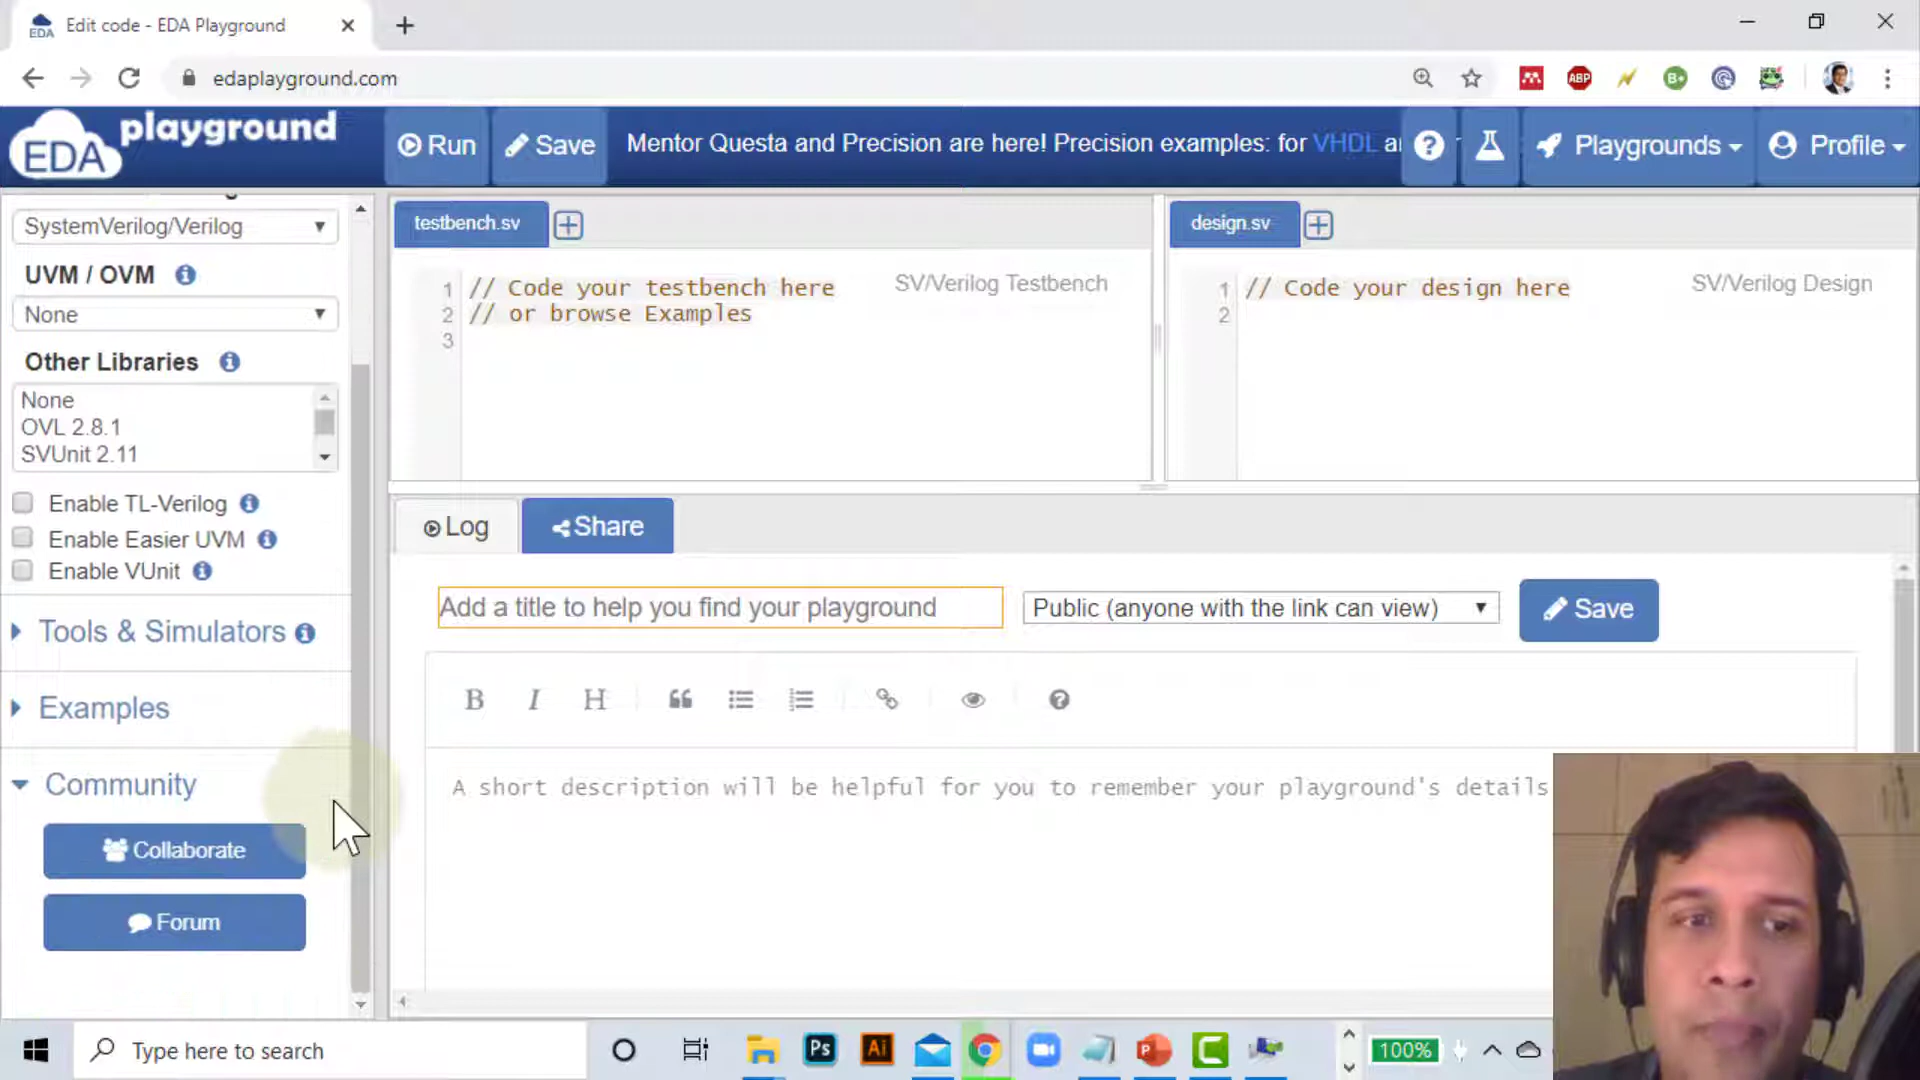 Edit code - EDA Playground
edaplayground.com
ABP
B+
EDA playground
Run
Save
Mentor Questa and Precision are here! Precision examples: for VHDL
Playgrounds
Profile
SystemVerilog/Verilog
UVM / OVM
None
Other Libraries
None
OVL 2.8.1
SVUnit 2.11
Enable TL-Verilog
Enable Easier UVM
Enable VUnit
Tools & Simulators
Examples
Community
Collaborate
Forum
testbench.sv
1 // Code your testbench here
2 // or browse Examples
3
SV/Verilog Testbench
design.sv
1 // Code your design here
2
SV/Verilog Design
Log
Share
Add a title to help you find your playground
Public (anyone with the link can view)
Save
B I H
A short description will be helpful for you to remember your playground's details
Type here to search
Ps
Ai
100%